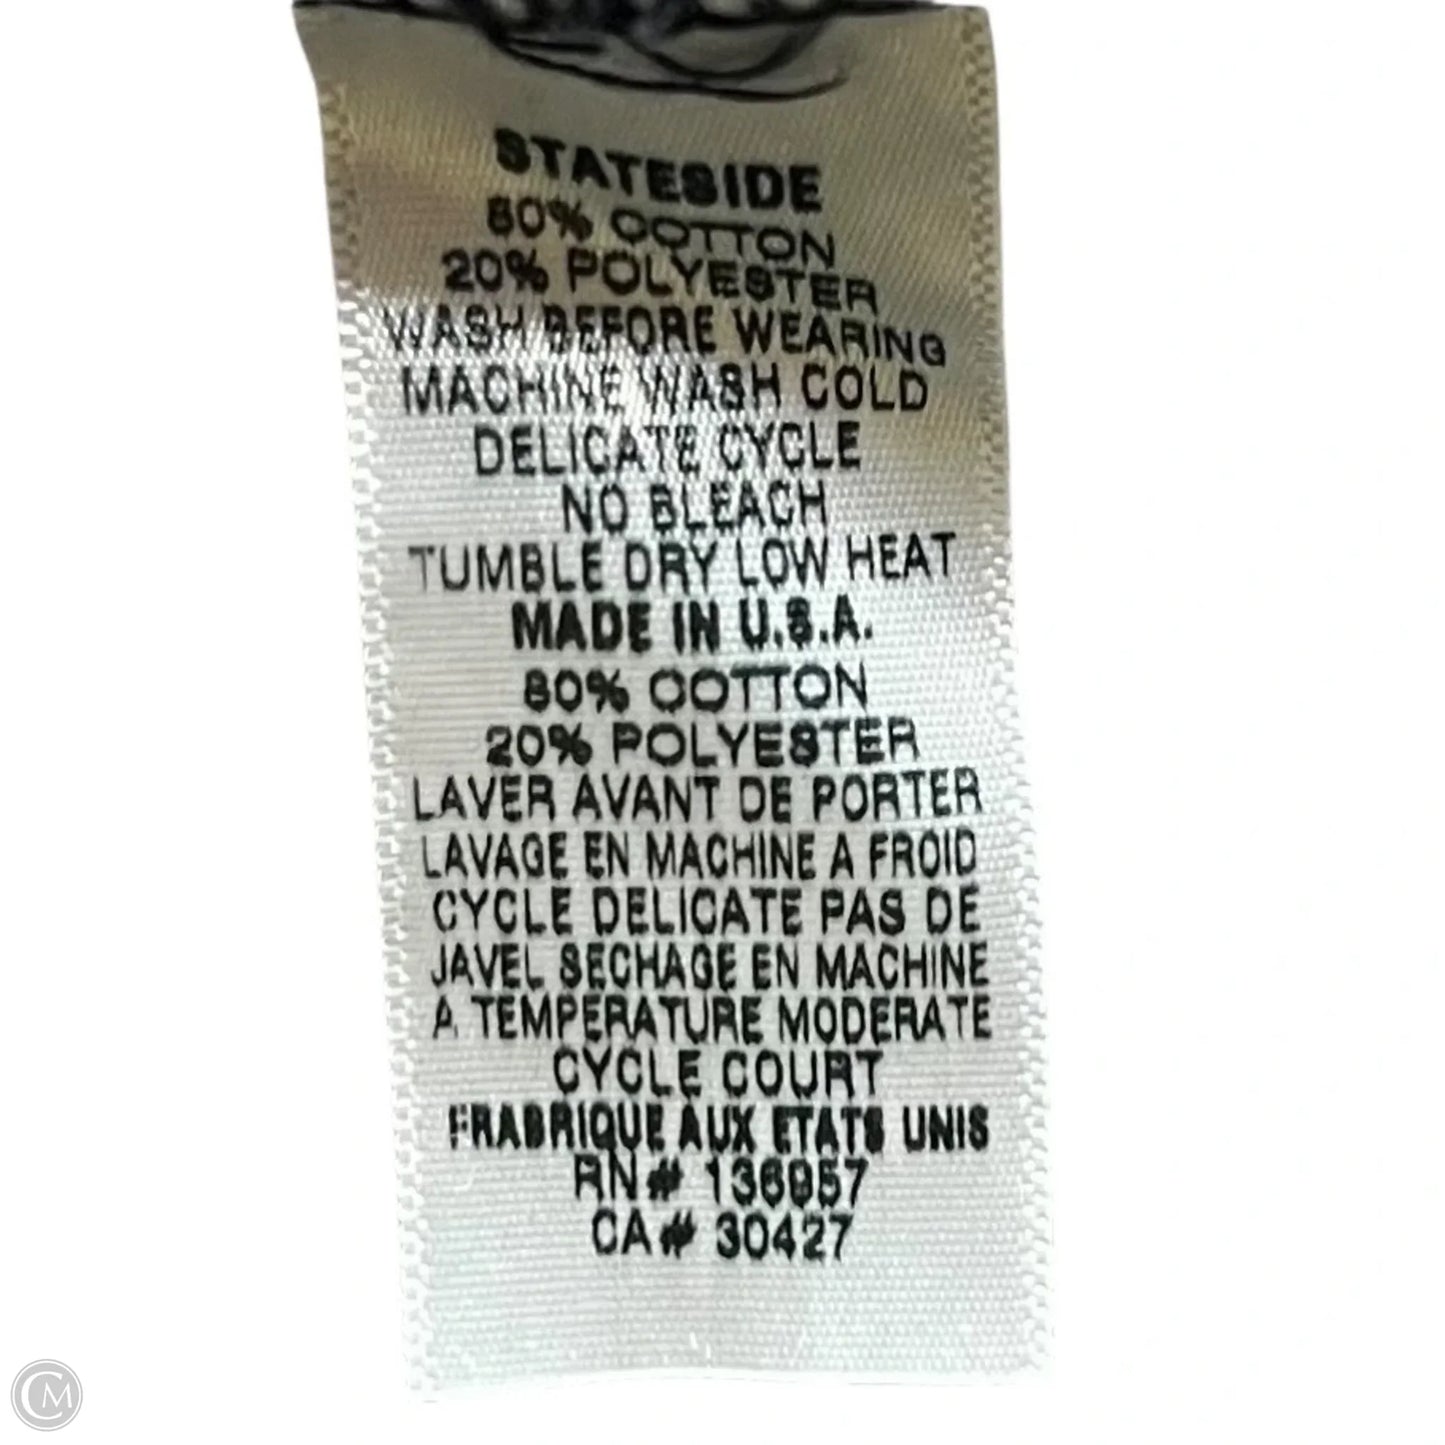 STATESIDE
80% COTTON
20% POLYESTER
WASH BEFORE WEARING
MACHINE WASH COLD
DELICATE CYCLE
NO BLEACH
TUMBLE DRY LOW HEAT
MADE IN U.S.A.
80% COTTON
20% POLYESTER
LAVER AVANT DE PORTER
LAVAGE EN MACHINE A FROID
CYCLE DELICATE PAS DE
JAVEL SECHAGE EN MACHINE
A TEMPERATURE MODERATE
CYCLE COURT
FRABRIQUE AUX ETATS UNIS
RN# 136957
CA# 30427
CM